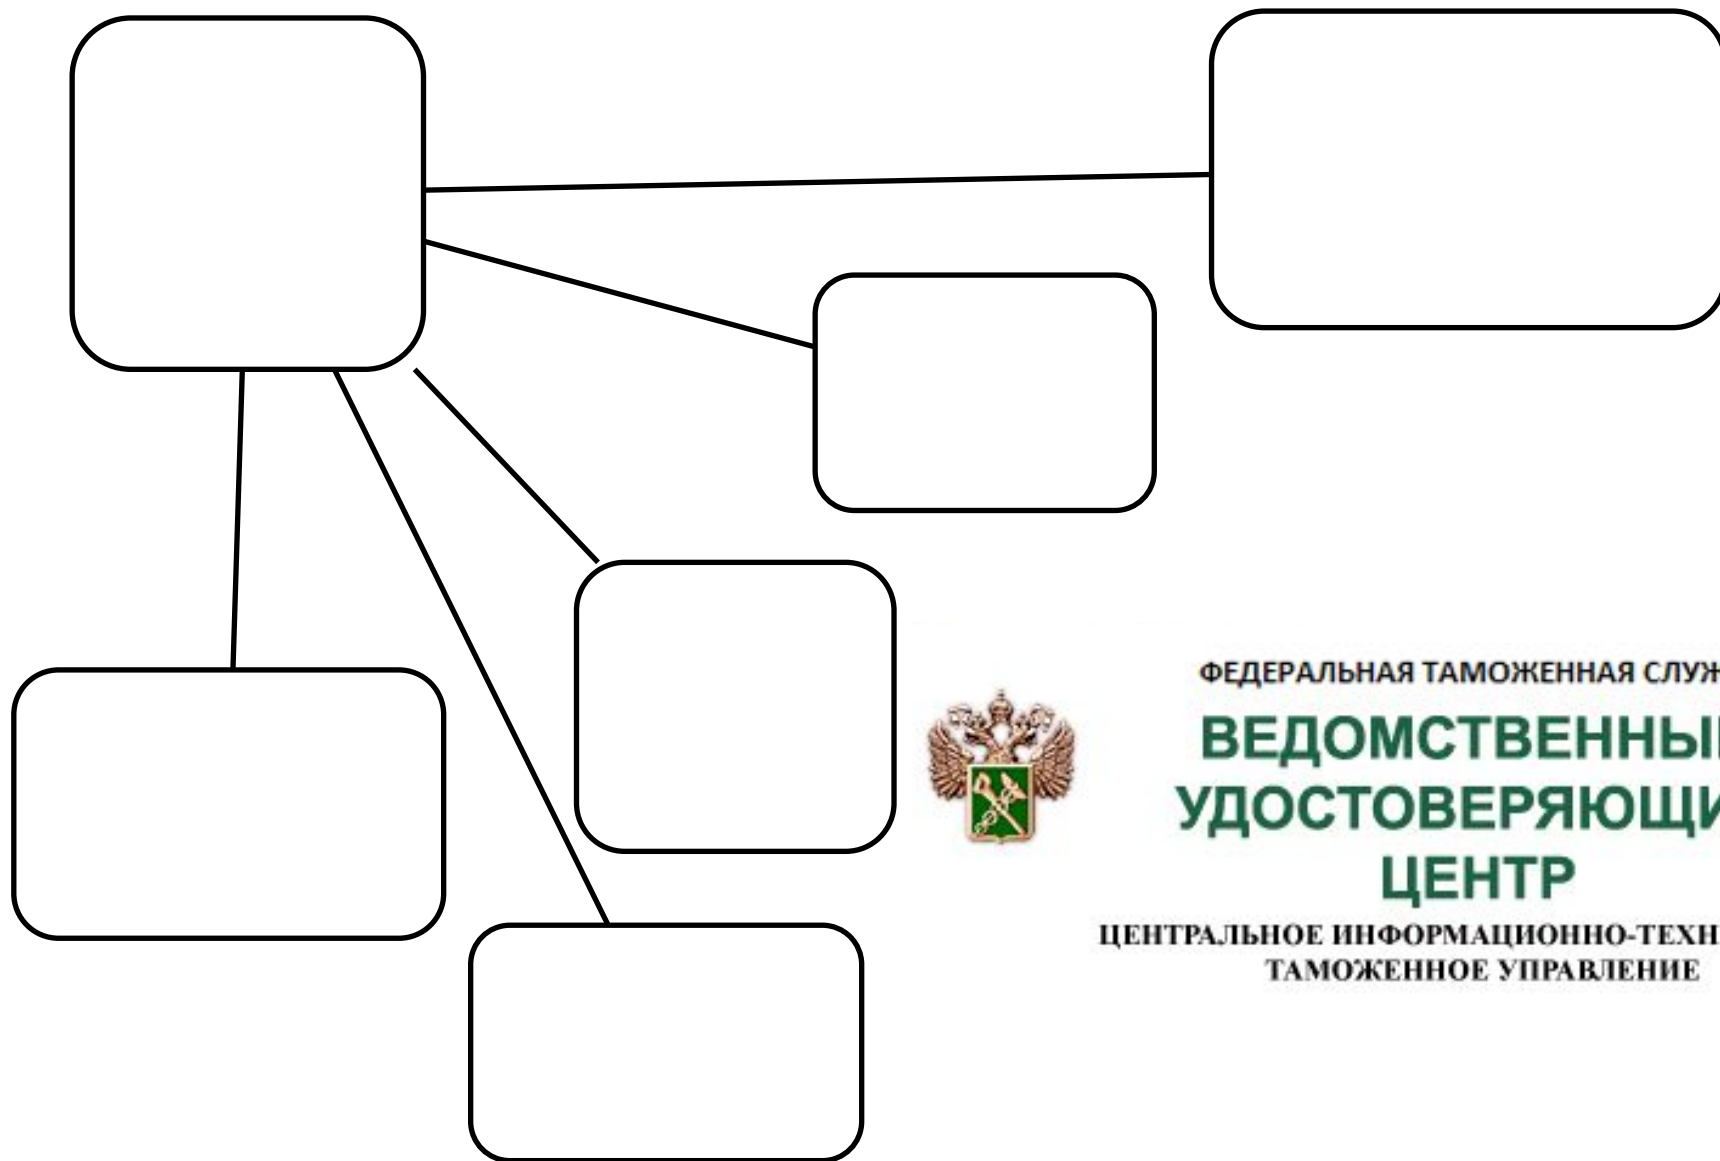 ФЕДЕРАЛЬНАЯ ТАМОЖЕННАЯ СЛУЖ
ВЕДОМСТВЕННЫ
УДОСТОВЕРЯЮЩИ
ЦЕНТР
ЦЕНТРАЛЬНОЕ ИНФОРМАЦИОННО-ТЕХН
ТАМОЖЕННОЕ УПРАВЛЕНИЕ